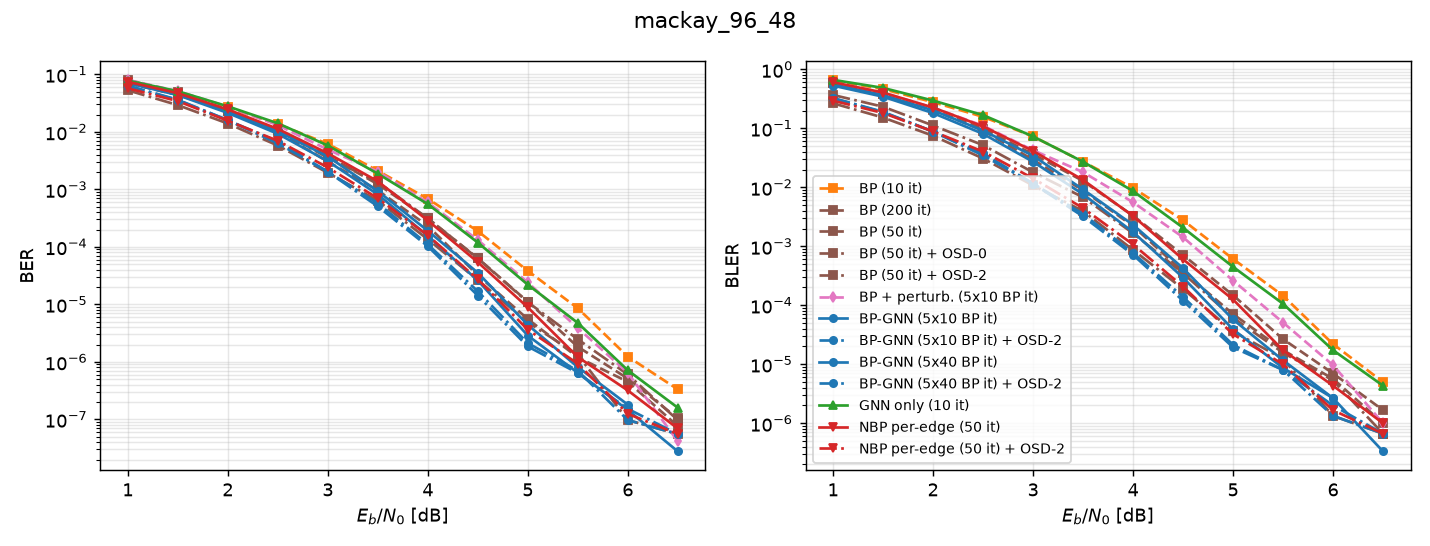 mackay_96_48
10⁻¹
10⁻²
10⁻³
10⁻⁴
10⁻⁵
10⁻⁶
10⁻⁷
BER
1 2 3 4 5 6
E_b/N_0 [dB]
10⁰
10⁻¹
10⁻²
10⁻³
10⁻⁴
10⁻⁵
10⁻⁶
BLER
1 2 3 4 5 6
E_b/N_0 [dB]
BP (10 it)
BP (200 it)
BP (50 it)
BP (50 it) + OSD-0
BP (50 it) + OSD-2
BP + perturb. (5x10 BP it)
BP-GNN (5x10 BP it)
BP-GNN (5x10 BP it) + OSD-2
BP-GNN (5x40 BP it)
BP-GNN (5x40 BP it) + OSD-2
GNN only (10 it)
NBP per-edge (50 it)
NBP per-edge (50 it) + OSD-2